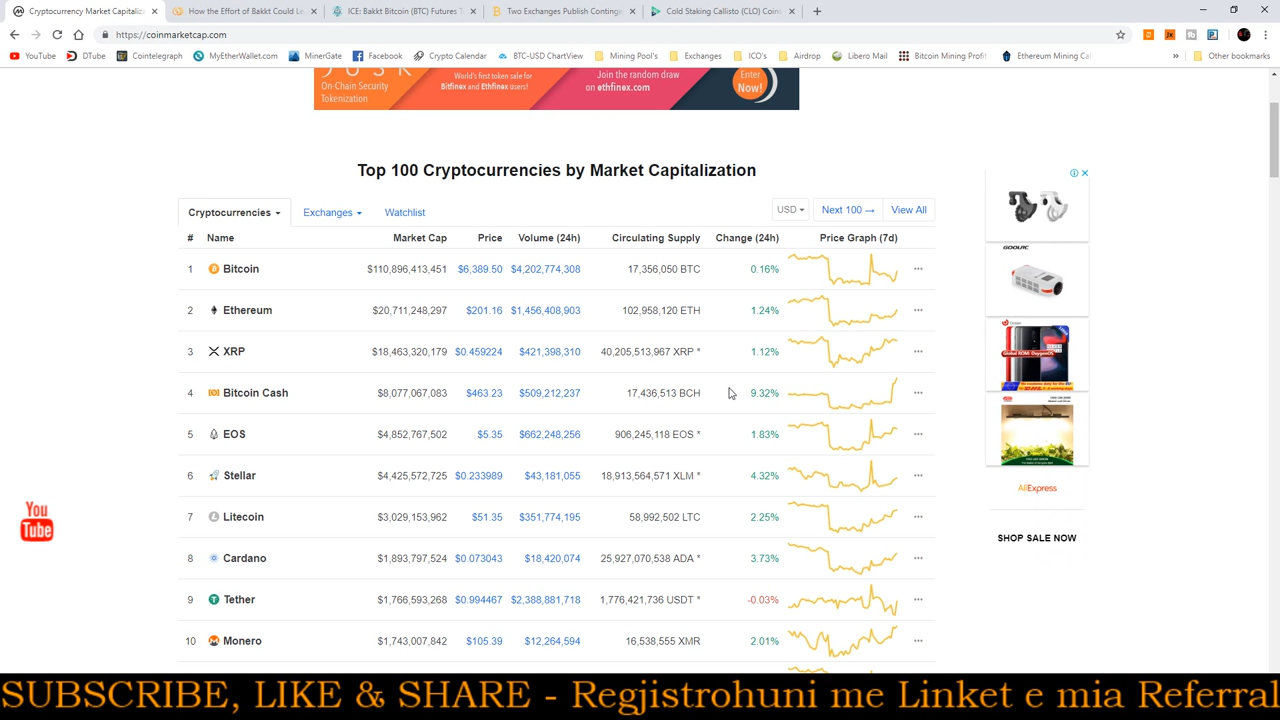 Cryptocurrency Market Capitaliza
How the Effort of Bakkt Could Le
ICE: Bakkt Bitcoin (BTC) Futures T
Two Exchanges Publish Conting
Cold Staking Callisto (CLO) Coin
https://coinmarketcap.com
YouTube
DTube
Cointelegraph
MyEtherWallet.com
MinerGate
Facebook
Crypto Calendar
BTC-USD ChartView
Mining Pool's
Exchanges
ICO's
Airdrop
Libero Mail
Bitcoin Mining Profit
Ethereum Mining Ca
Other bookmarks
On-Chain Security
Tokenization
World's first token sale for
Bitfinex and Ethfinex users!
Join the random draw
on ethfinex.com
Enter
Now!
Top 100 Cryptocurrencies by Market Capitalization
Cryptocurrencies Exchanges Watchlist USD Next 100 → View All
# Name Market Cap Price Volume (24h) Circulating Supply Change (24h) Price Graph (7d)
1 Bitcoin $110,896,413,451 $6,389.50 $4,202,774,308 17,356,050 BTC 0.16%
2 Ethereum $20,711,248,297 $201.16 $1,456,408,903 102,958,120 ETH 1.24%
3 XRP $18,463,320,179 $0.459224 $421,398,310 40,205,513,967 XRP * 1.12%
4 Bitcoin Cash $8,077,067,083 $463.23 $509,212,237 17,436,513 BCH 9.32%
5 EOS $4,852,767,502 $5.35 $662,248,256 906,245,118 EOS * 1.83%
6 Stellar $4,425,572,725 $0.233989 $43,181,055 18,913,564,571 XLM * 4.32%
7 Litecoin $3,029,153,962 $51.35 $351,774,195 58,992,502 LTC 2.25%
8 Cardano $1,893,797,524 $0.073043 $18,420,074 25,927,070,538 ADA * 3.73%
9 Tether $1,766,593,268 $0.994467 $2,388,881,718 1,776,421,736 USDT * -0.03%
10 Monero $1,743,007,842 $105.39 $12,264,594 16,538,555 XMR 2.01%
AliExpress
SHOP SALE NOW
You
Tube
SUBSCRIBE, LIKE & SHARE - Regjistrohuni me Linket e mia Referral